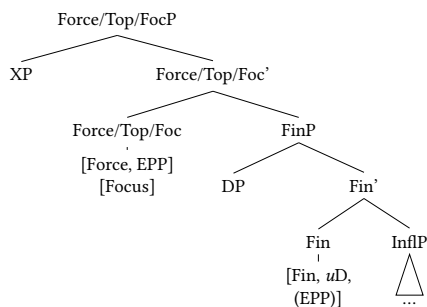 Force/Top/FocP
XP
Force/Top/Foc’
Force/Top/Foc
FinP
[Force, EPP]
[Focus]
DP
Fin’
Fin
InflP
[Fin, uD,
(EPP)]
...